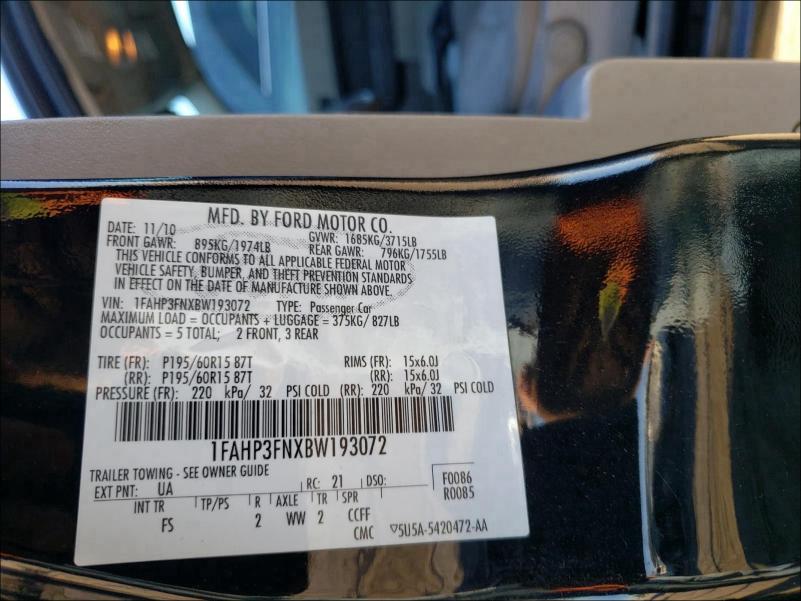 MFD. BY FORD MOTOR CO.
DATE: 11/10 GVWR: 1685KG/3715LB
FRONT GAWR: 895KG/1974LB REAR GAWR: 796KG/1755LB
THIS VEHICLE CONFORMS TO ALL APPLICABLE FEDERAL MOTOR
VEHICLE SAFETY, BUMPER, AND THEFT PREVENTION STANDARDS
IN EFFECT ON THE DATE OF MANUFACTURE SHOWN ABOVE.
VIN: 1FAHP3FNXBW193072 TYPE: Passenger Car
MAXIMUM LOAD = OCCUPANTS + LUGGAGE = 375KG/827LB
OCCUPANTS = 5 TOTAL; 2 FRONT, 3 REAR
TIRE (FR): P195/60R15 87T RIMS (FR): 15x6.0J
(RR): P195/60R15 87T (RR): 15x6.0J
PRESSURE (FR): 220 kPa/ 32 PSI COLD (RR): 220 kPa/ 32 PSI COLD
1FAHP3FNXBW193072
TRAILER TOWING - SEE OWNER GUIDE
EXT PNT: UA RC: 21 DSO: F0086
R0085
INT TR TP/PS R AXLE TR SPR
FS 2 WW 2 CCFF
CMC ▽5U5A-5420472-AA